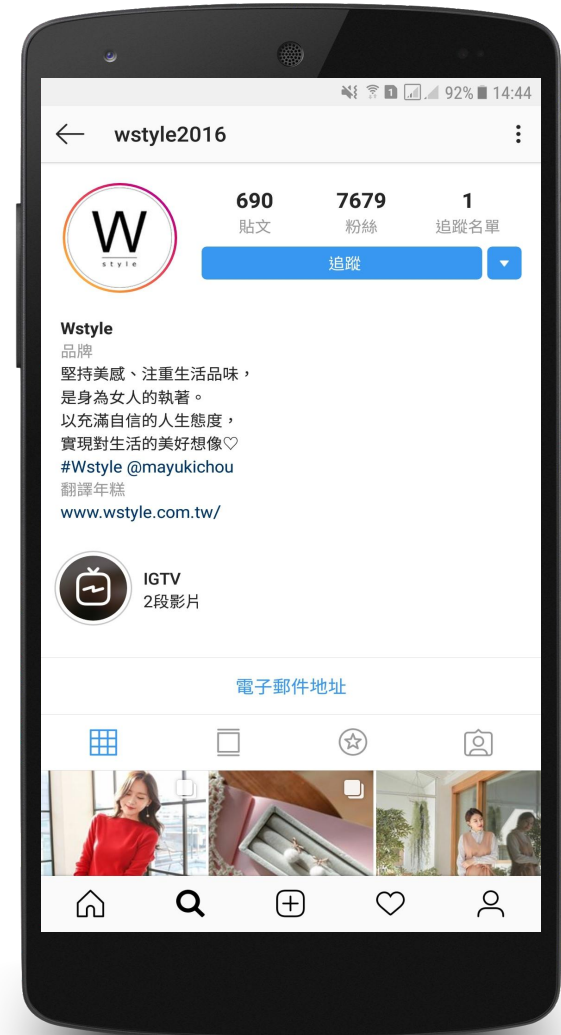 1 92% 14:44
wstyle2016
W
style
690 7679 1
貼文 粉絲 追蹤名單
追蹤
Wstyle
品牌
堅持美感、注重生活品味，
是身為女人的執著。
以充滿自信的人生態度，
實現對生活的美好想像♡
#Wstyle @mayukichou
翻譯年糕
www.wstyle.com.tw/
IGTV
2段影片
電子郵件地址